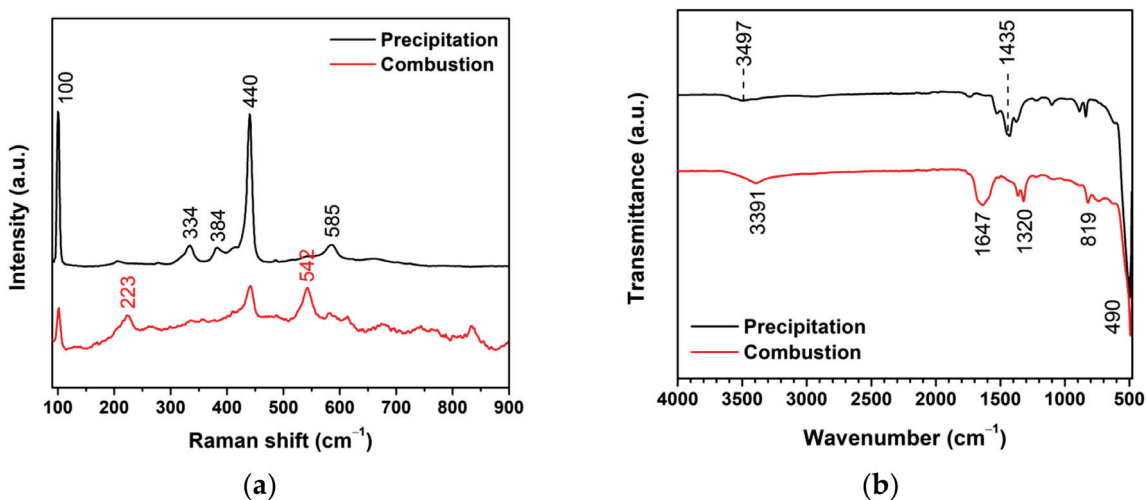 Intensity (a.u.)
Precipitation
Combustion
100
334
384
440
585
223
542
100 200 300 400 500 600 700 800 900
Raman shift (cm⁻¹)
(a)
Transmittance (a.u.)
3497
1435
3391
1647
1320
819
490
Precipitation
Combustion
4000 3500 3000 2500 2000 1500 1000 500
Wavenumber (cm⁻¹)
(b)